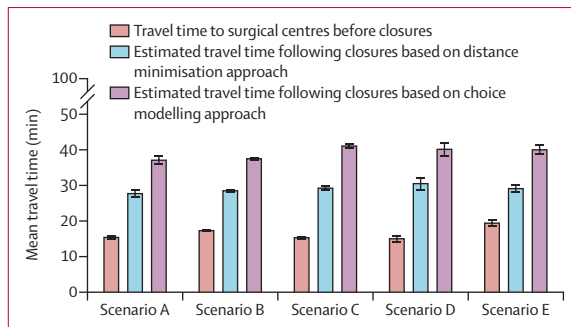 Travel time to surgical centres before closures
Estimated travel time following closures based on distance
minimisation approach
Estimated travel time following closures based on choice
modelling approach
100
50
40
30
20
10
0
Mean travel time (min)
Scenario A
Scenario B
Scenario C
Scenario D
Scenario E